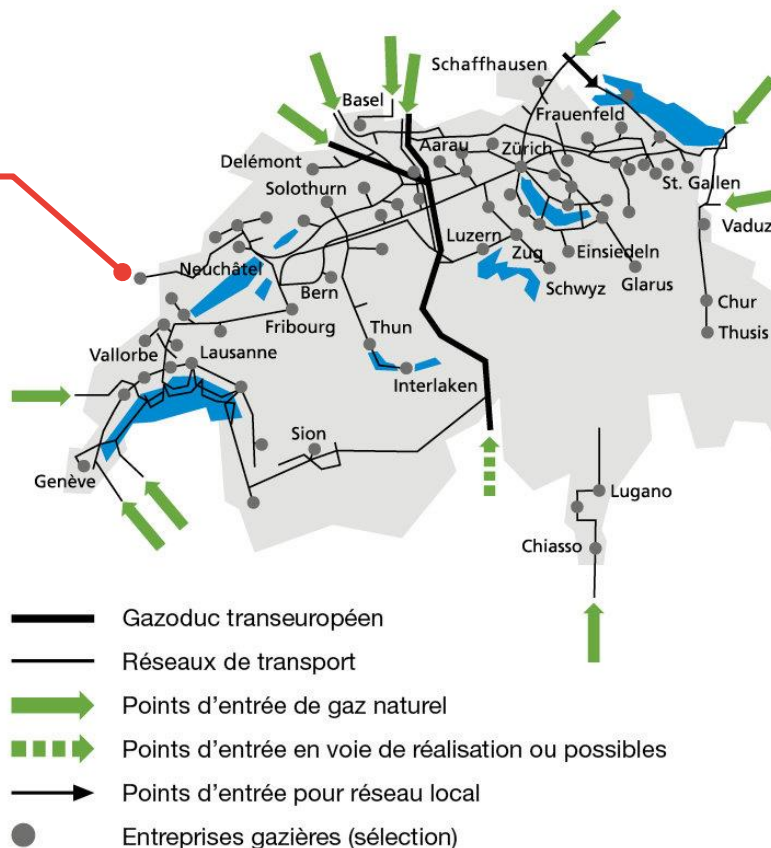 Schaffhausen
Basel
Frauenfeld
Aarau
Zürich
Delémont
St. Gallen
Solothurn
Vaduz
Luzern
Einsiedeln
Neuchâtel
Zug
Bern
Schwyz
Glarus
Chur
Fribourg
Thun
Vallorbe
Lausanne
Thusis
Interlaken
Sion
Genève
Lugano
Chiasso
Gazoduc transeuropéen
Réseaux de transport
Points d'entrée de gaz naturel
Points d'entrée en voie de réalisation ou possibles
Points d'entrée pour réseau local
Entreprises gazières (sélection)